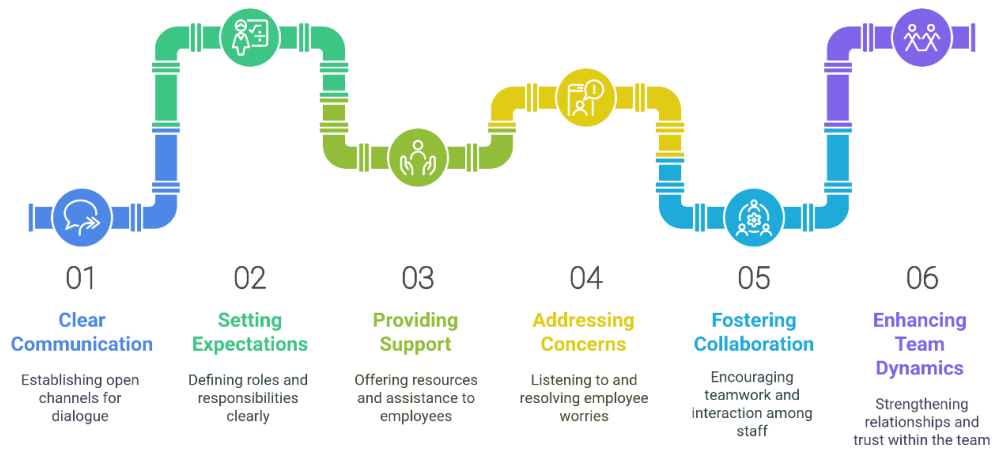 01
Clear
Communication
Establishing open
channels for
dialogue
02
Setting
Expectations
Defining roles and
responsibilities
clearly
03
Providing
Support
Offering resources
and assistance to
employees
04
Addressing
Concerns
Listening to and
resolving employee
worries
05
Fostering
Collaboration
Encouraging
teamwork and
interaction among
staff
06
Enhancing
Team
Dynamics
Strengthening
relationships and
trust within the team